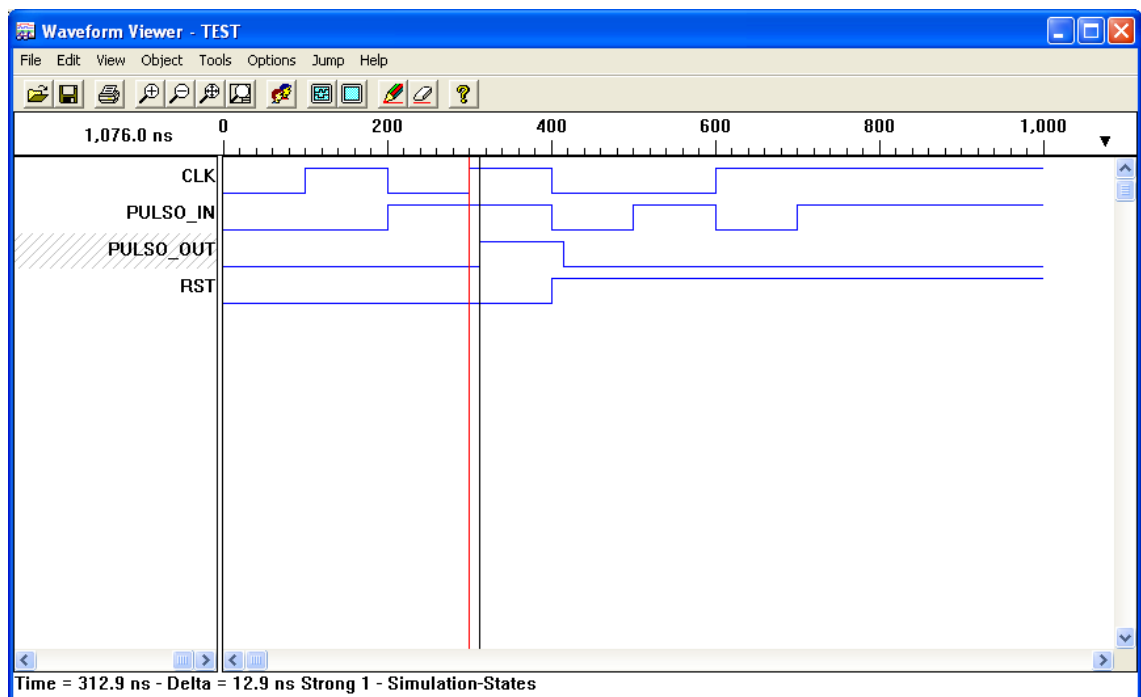 Waveform Viewer - TEST
File Edit View Object Tools Options Jump Help
1,076.0 ns 0 200 400 600 800 1,000
CLK
PULSO_IN
PULSO_OUT
RST
Time = 312.9 ns - Delta = 12.9 ns Strong 1 - Simulation-States